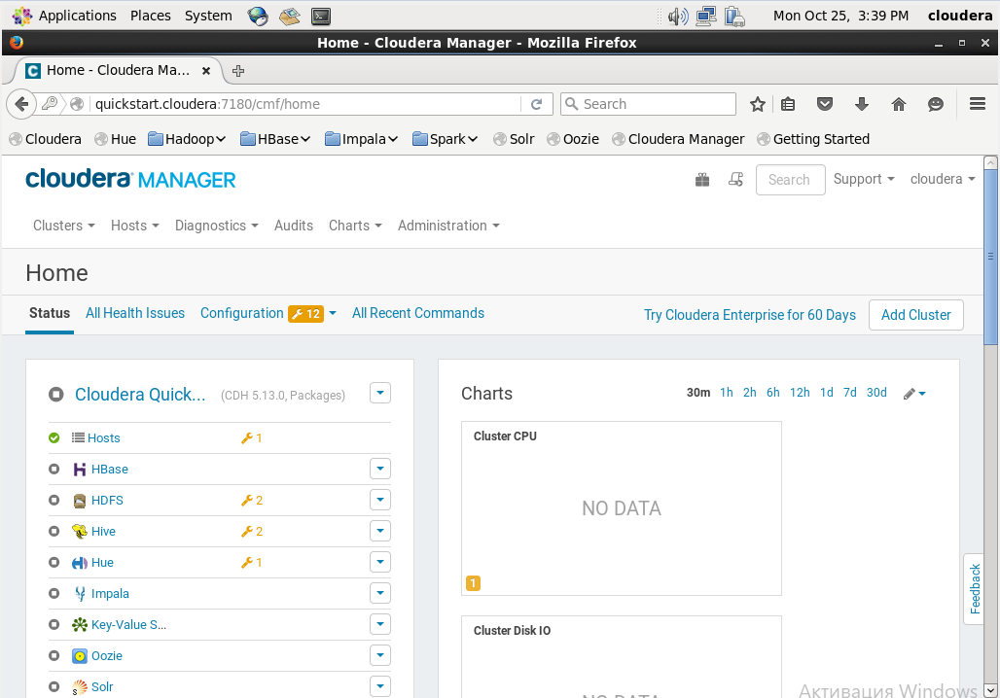 Applications Places System Mon Oct 25, 3:39 PM cloudera
Home - Cloudera Manager - Mozilla Firefox
Home - Cloudera Ma...
quickstart.cloudera:7180/cmf/home Search
Cloudera Hue Hadoop HBase Impala Spark Solr Oozie Cloudera Manager Getting Started
cloudera MANAGER Search Support cloudera
Clusters Hosts Diagnostics Audits Charts Administration
Home
Status All Health Issues Configuration 12 All Recent Commands Try Cloudera Enterprise for 60 Days Add Cluster
Cloudera Quick... (CDH 5.13.0, Packages)
Hosts 1
HBase
HDFS 2
Hive 2
Hue 1
Impala
Key-Value S...
Oozie
Solr
Charts 30m 1h 2h 6h 12h 1d 7d 30d
Cluster CPU
NO DATA
1
Cluster Disk IO
NO DATA
Feedback
Активация Windows